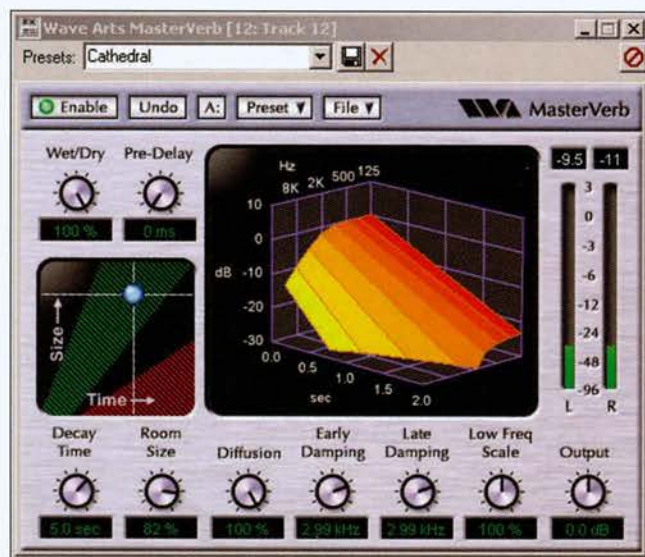 Wave Arts MasterVerb [12: Track 12]
Presets: Cathedral
Enable Undo A: Preset File MasterVerb
Wet/Dry Pre-Delay
100 % 0 ms
Size
Time
Hz
8K 2K 500 125
10
0
dB -10
-20
-30
0.0 0.5 1.0 1.5 2.0
sec
-9.5 -11
3
0
-3
-6
-12
-24
-48
-96
L R
Decay Time Room Size Diffusion Early Damping Late Damping Low Freq Scale Output
5.0 sec 82 % 100 % 2.99 kHz 2.99 kHz 100 % 0.0 dB